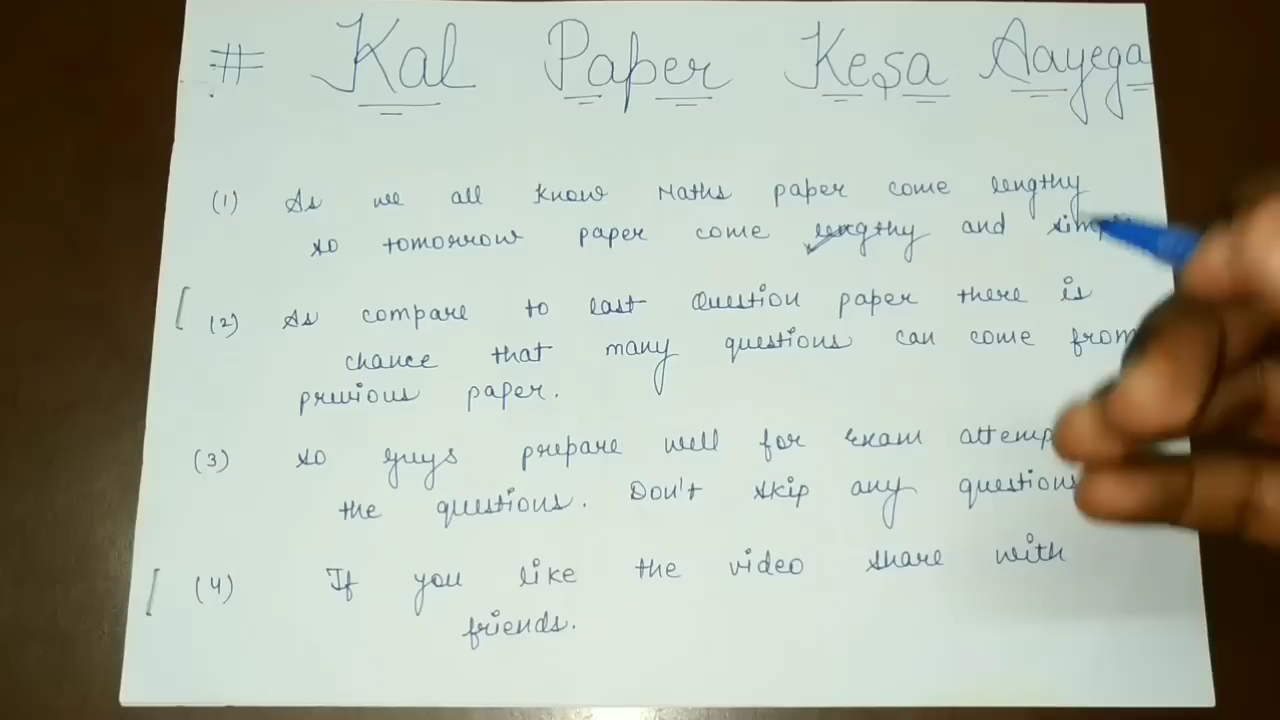 # Kal Paper Kesa Aayega
(1) As we all know Maths paper come lengthy
so tomorrow paper come lengthy and
(2) As compare to last Question paper there is
chance that many questions can come from
previous paper.
(3) so guys prepare well for Exam
the questions. Don't skip any questions
(4) If you like the video share with
friends.